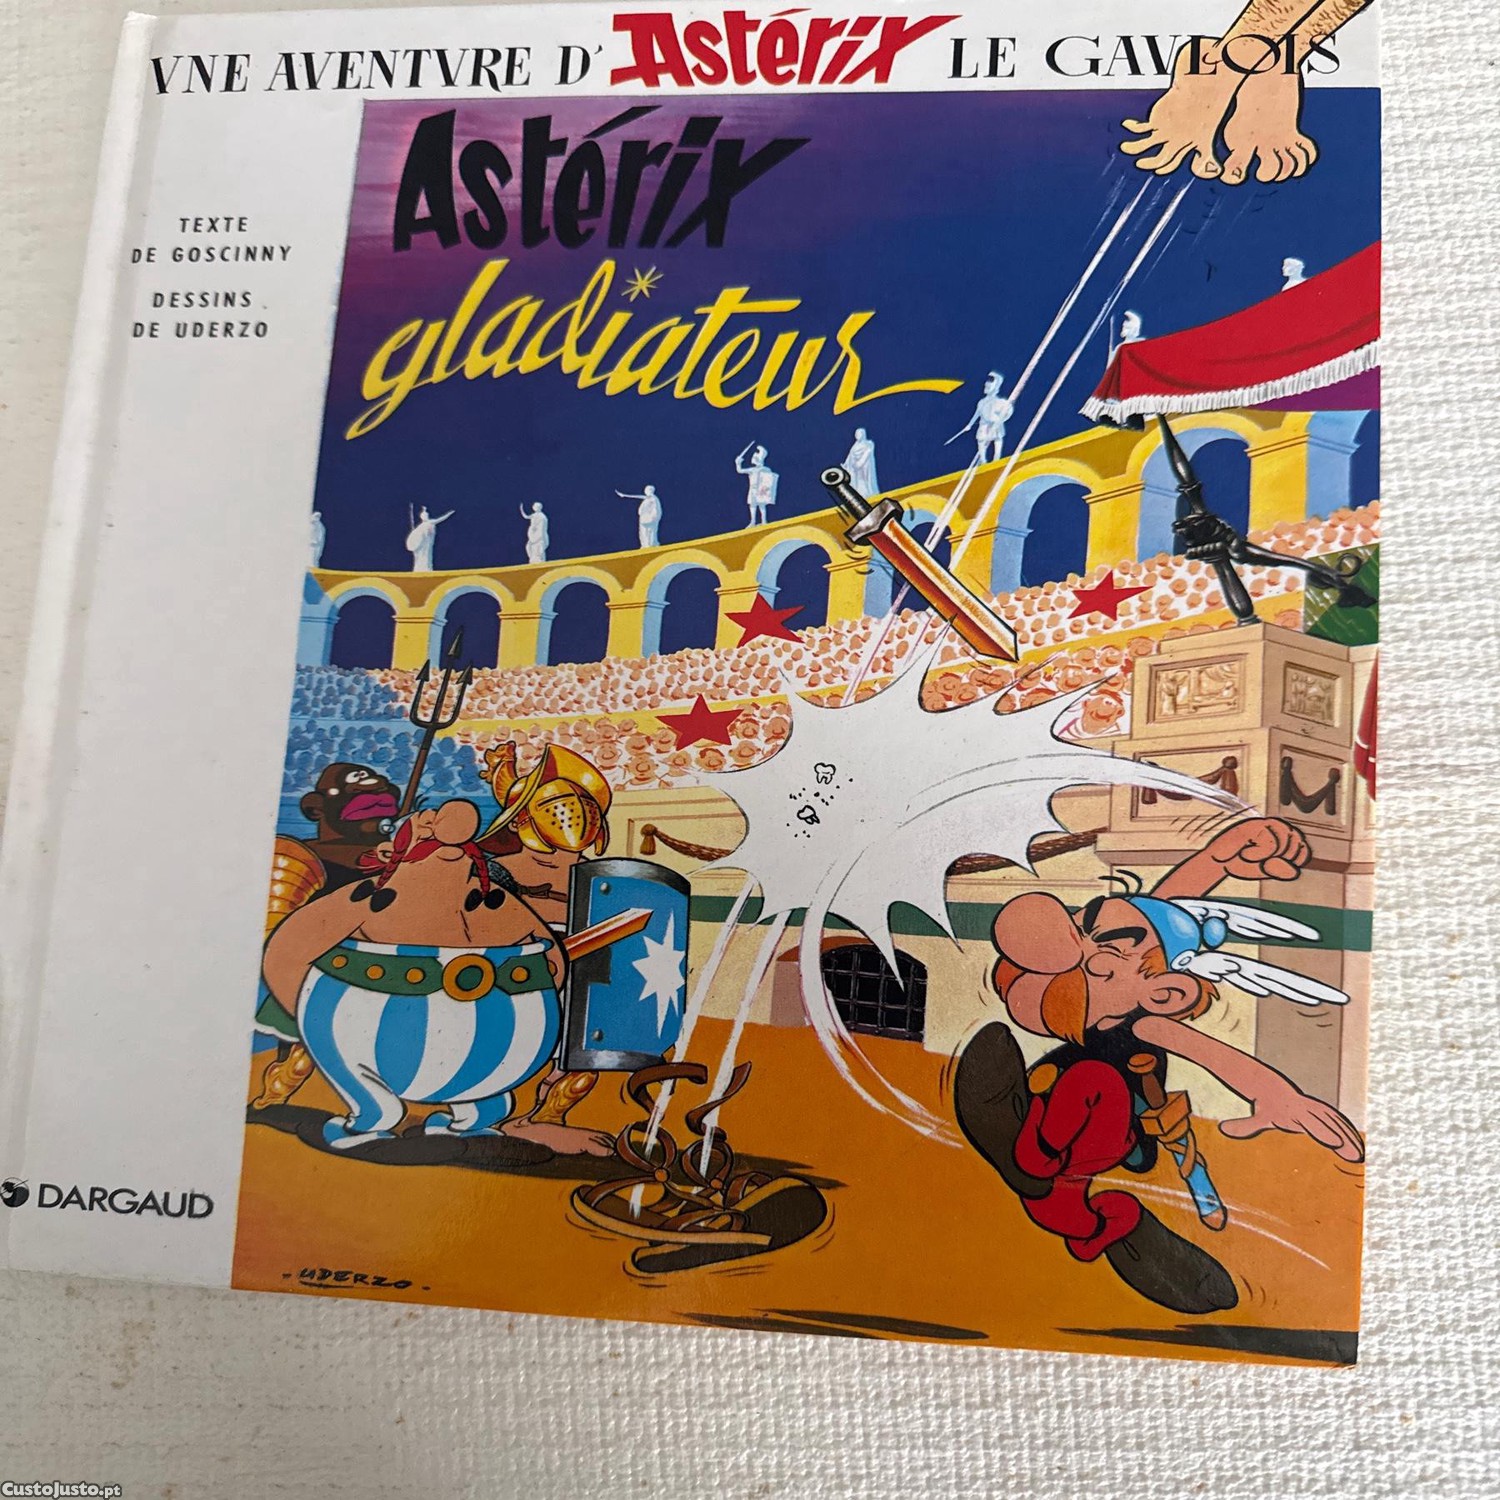 VNE AVENTVRE D'Astérix LE GAVLOIS
Astérix
gladiateur
TEXTE
DE GOSCINNY
DESSINS
DE UDERZO
DARGAUD
- UDERZO -
CustoJusto.pt